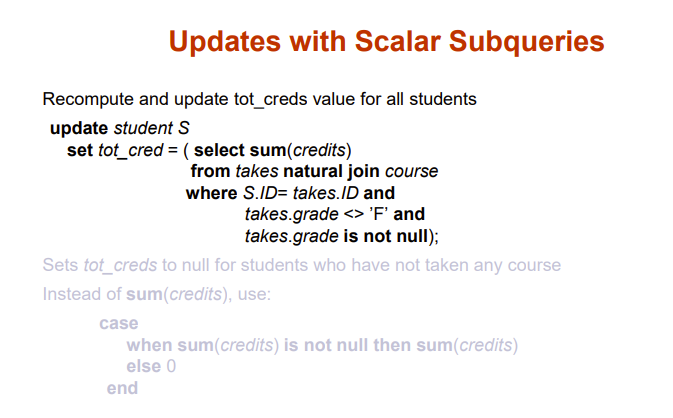 Updates with Scalar Subqueries
Recompute and update tot_creds value for all students
update student S
set tot_cred = ( select sum(credits)
from takes natural join course
where S.ID= takes.ID and
takes.grade <> ’F’ and
takes.grade is not null);
Sets tot_creds to null for students who have not taken any course
Instead of sum(credits), use:
case
when sum(credits) is not null then sum(credits)
else 0
end